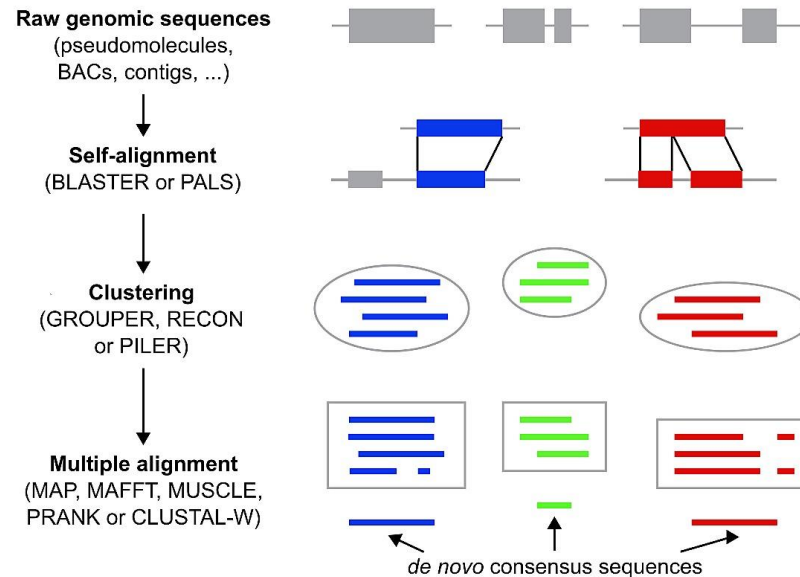 Raw genomic sequences
(pseudomolecules,
BACs, contigs, ...)
Self-alignment
(BLASTER or PALS)
Clustering
(GROUPER, RECON
or PILER)
Multiple alignment
(MAP, MAFFT, MUSCLE,
PRANK or CLUSTAL-W)
de novo consensus sequences